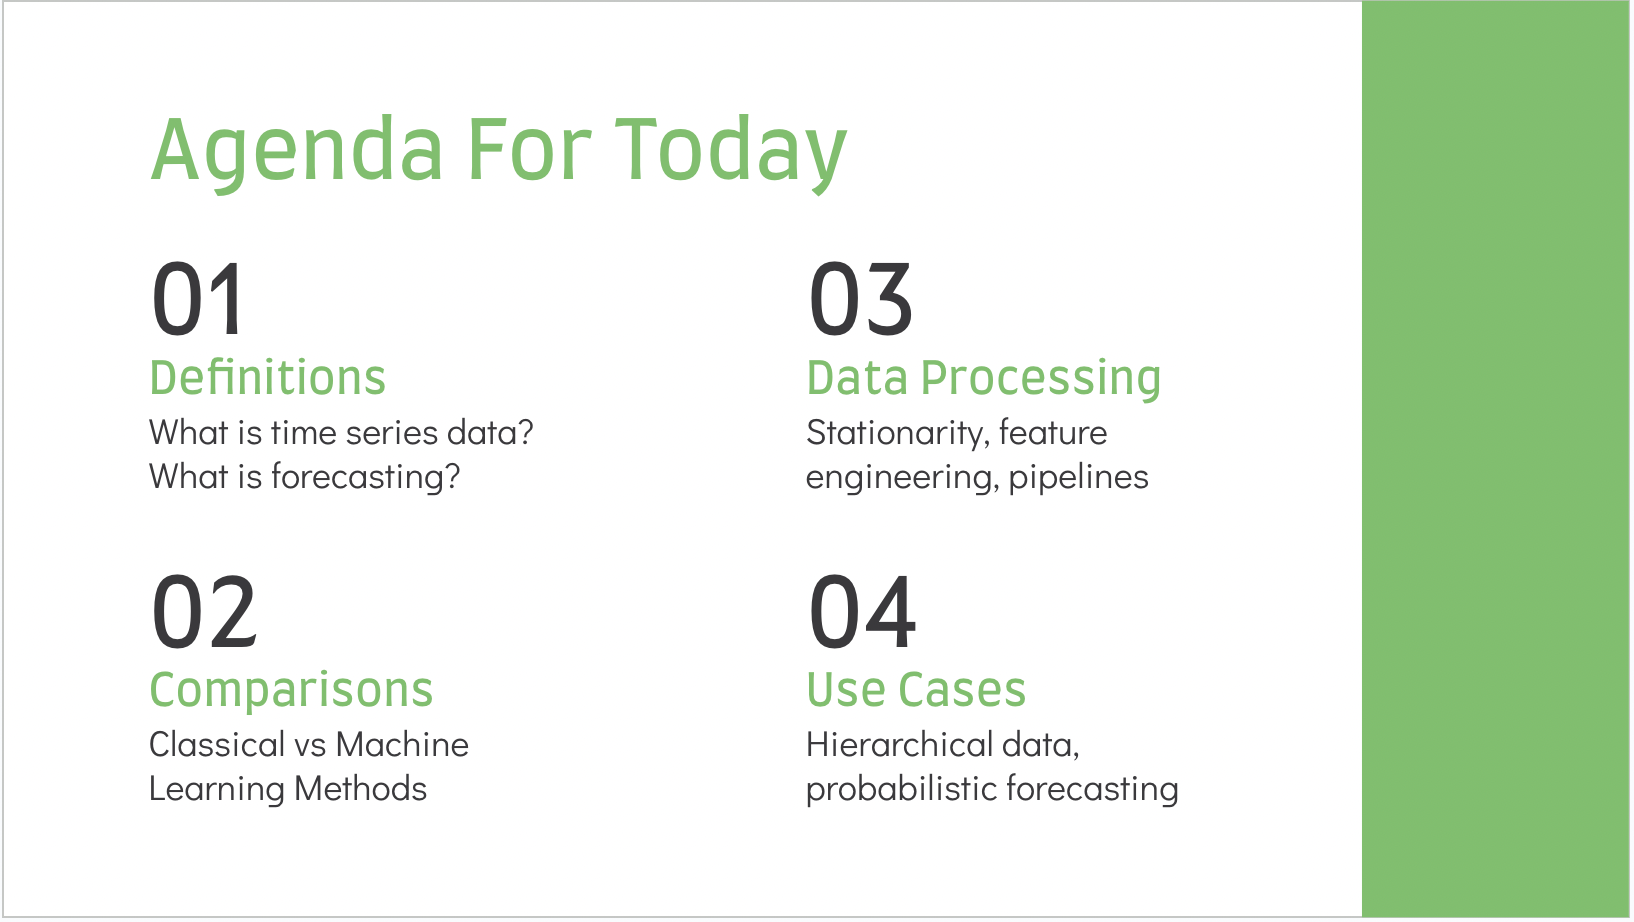 Agenda For Today
01
Definitions
What is time series data?
What is forecasting?
02
Comparisons
Classical vs Machine
Learning Methods
03
Data Processing
Stationarity, feature
engineering, pipelines
04
Use Cases
Hierarchical data,
probabilistic forecasting